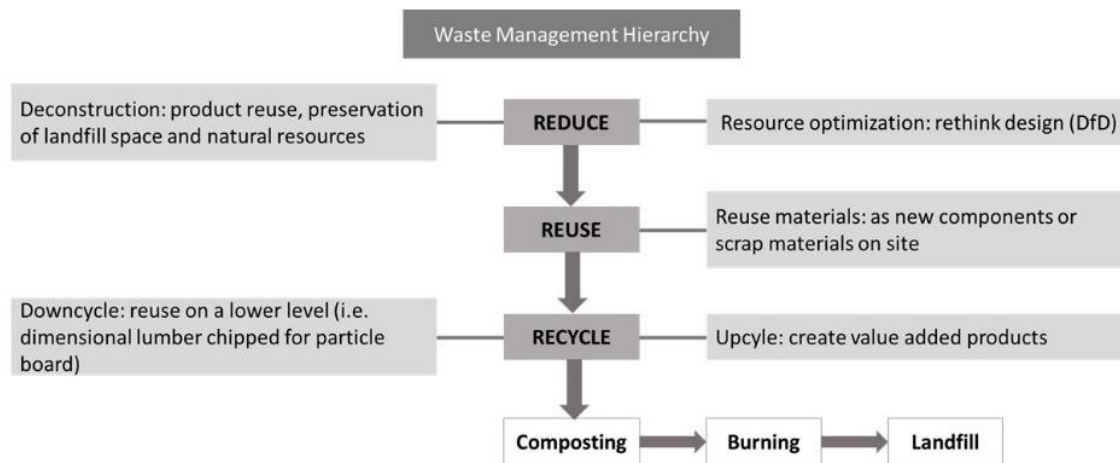 Waste Management Hierarchy
Deconstruction: product reuse, preservation
of landfill space and natural resources
REDUCE
Resource optimization: rethink design (DfD)
REUSE
Reuse materials: as new components or
scrap materials on site
Downcycle: reuse on a lower level (i.e.
dimensional lumber chipped for particle
board)
RECYCLE
Upcyle: create value added products
Composting
Burning
Landfill